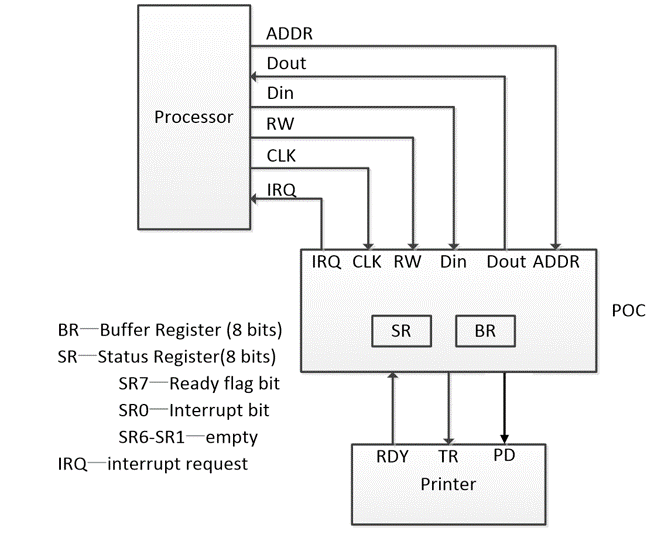 ADDR
Dout
Din
Processor
RW
CLK
IRQ
IRQ CLK RW Din Dout ADDR
POC
SR BR
BR—Buffer Register (8 bits)
SR—Status Register(8 bits)
SR7—Ready flag bit
SR0—Interrupt bit
SR6-SR1—empty
IRQ—interrupt request
RDY TR PD
Printer